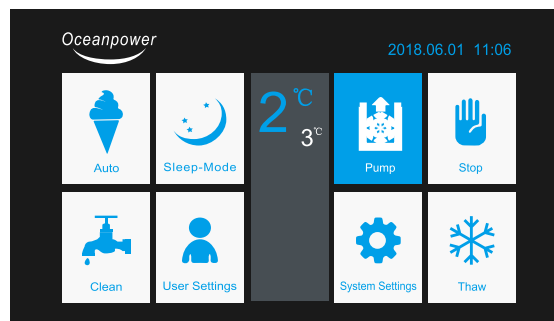 Oceanpower
2018.06.01 11:06
Auto
Sleep-Mode
2℃
3℃
Pump
Stop
Clean
User Settings
System Settings
Thaw